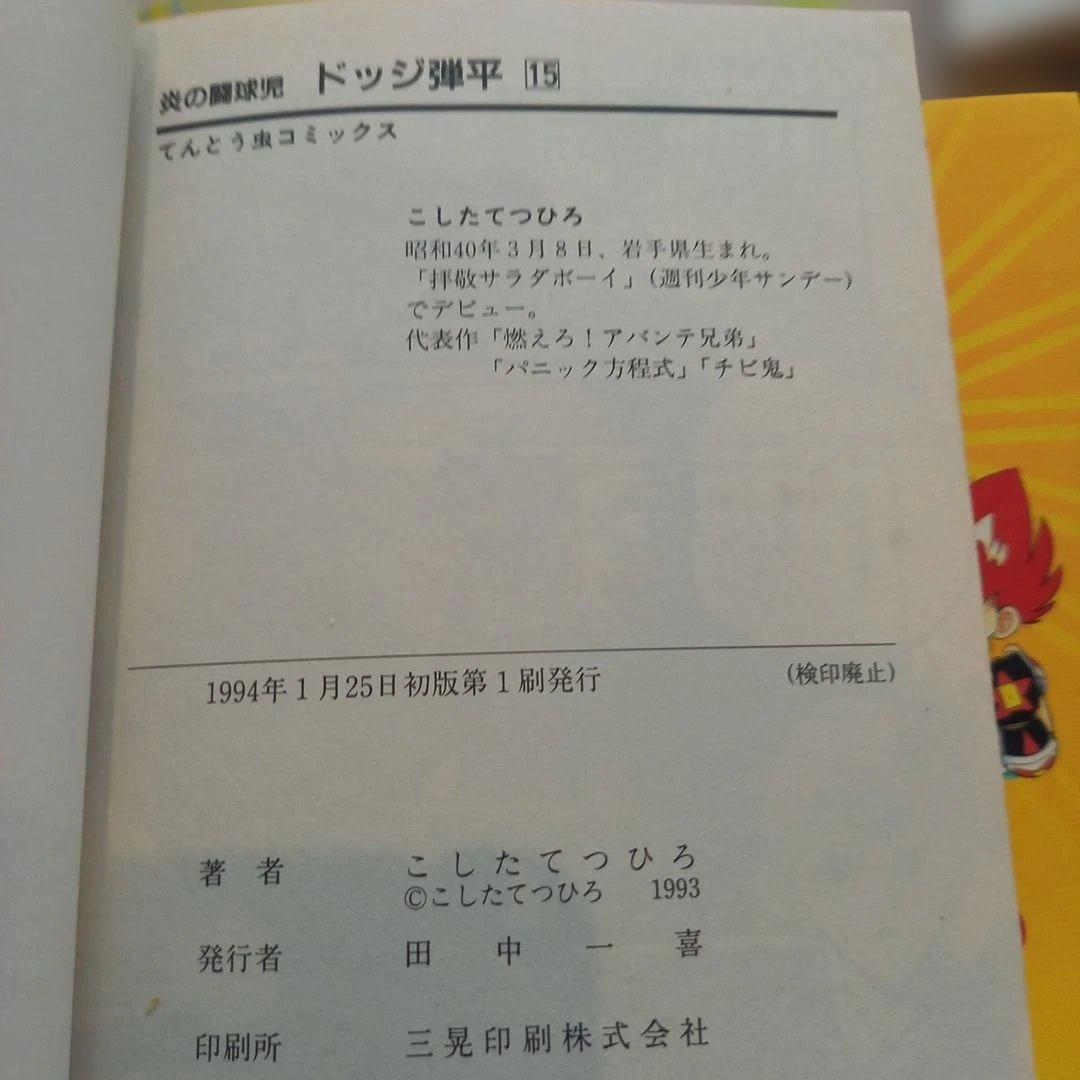 炎の闘球児 ドッジ弾平 15
てんとう虫コミックス
こしたてつひろ
昭和40年3月8日、岩手県生まれ。
「拝敬サラダボーイ」(週刊少年サンデー)
でデビュー。
代表作「燃えろ!アバンテ兄弟」
「パニック方程式」「チビ鬼」
1994年1月25日初版第1刷発行
(検印廃止)
著者 こしたてつひろ
©こしたてつひろ 1993
発行者 田中一喜
印刷所 三晃印刷株式会社